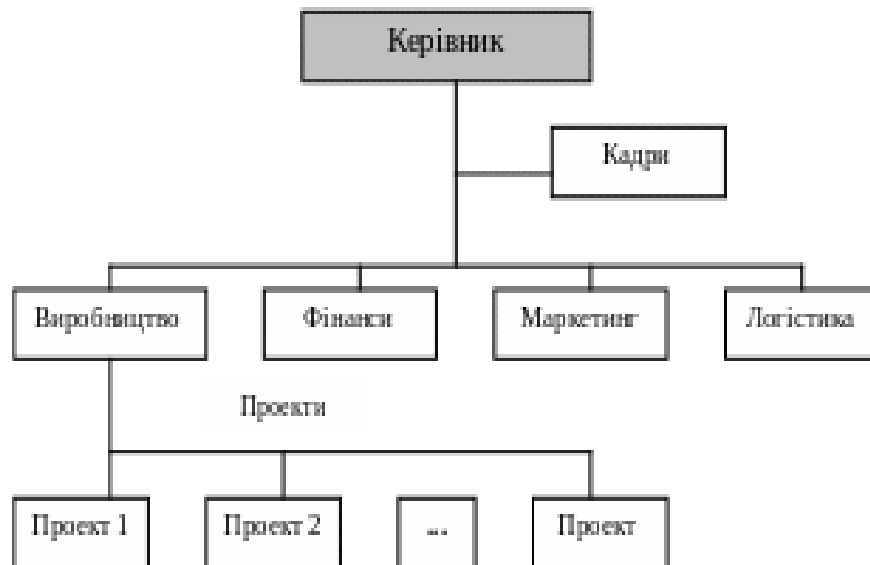 Керівник
Кадри
Виробництво
Фінанси
Маркетинг
Логістика
Проекти
Проект 1
Проект 2
...
Проект